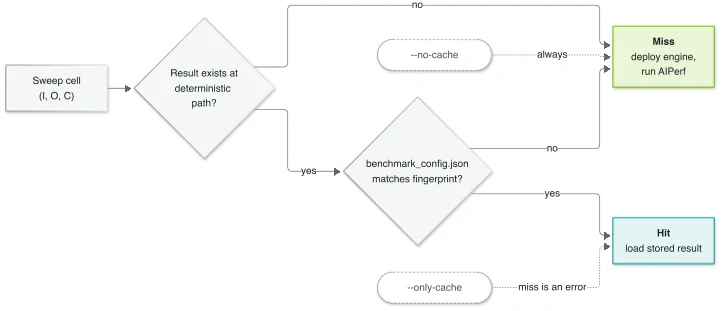 no
--no-cache
always
Miss
deploy engine,
run AIPerf
Sweep cell
(I, O, C)
Result exists at
deterministic
path?
yes
benchmark_config.json
matches fingerprint?
no
yes
Hit
load stored result
--only-cache
miss is an error